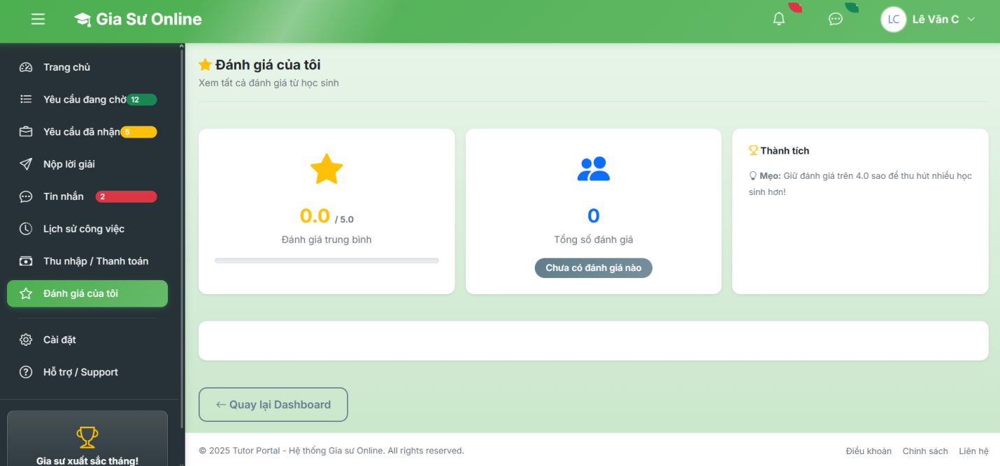 Gia Sư Online
LC
Lê Văn C
Trang chủ
Yêu cầu đang chờ 12
Yêu cầu đã nhận 5
Nộp lời giải
Tin nhắn 2
Lịch sử công việc
Thu nhập / Thanh toán
Đánh giá của tôi
Cài đặt
Hỗ trợ / Support
Gia sư xuất sắc tháng!
Đánh giá của tôi
Xem tất cả đánh giá từ học sinh
0.0 / 5.0
Đánh giá trung bình
0
Tổng số đánh giá
Chưa có đánh giá nào
Thành tích
Mẹo: Giữ đánh giá trên 4.0 sao để thu hút nhiều học
sinh hơn!
← Quay lại Dashboard
© 2025 Tutor Portal - Hệ thống Gia sư Online. All rights reserved.
Điều khoản Chính sách Liên hệ